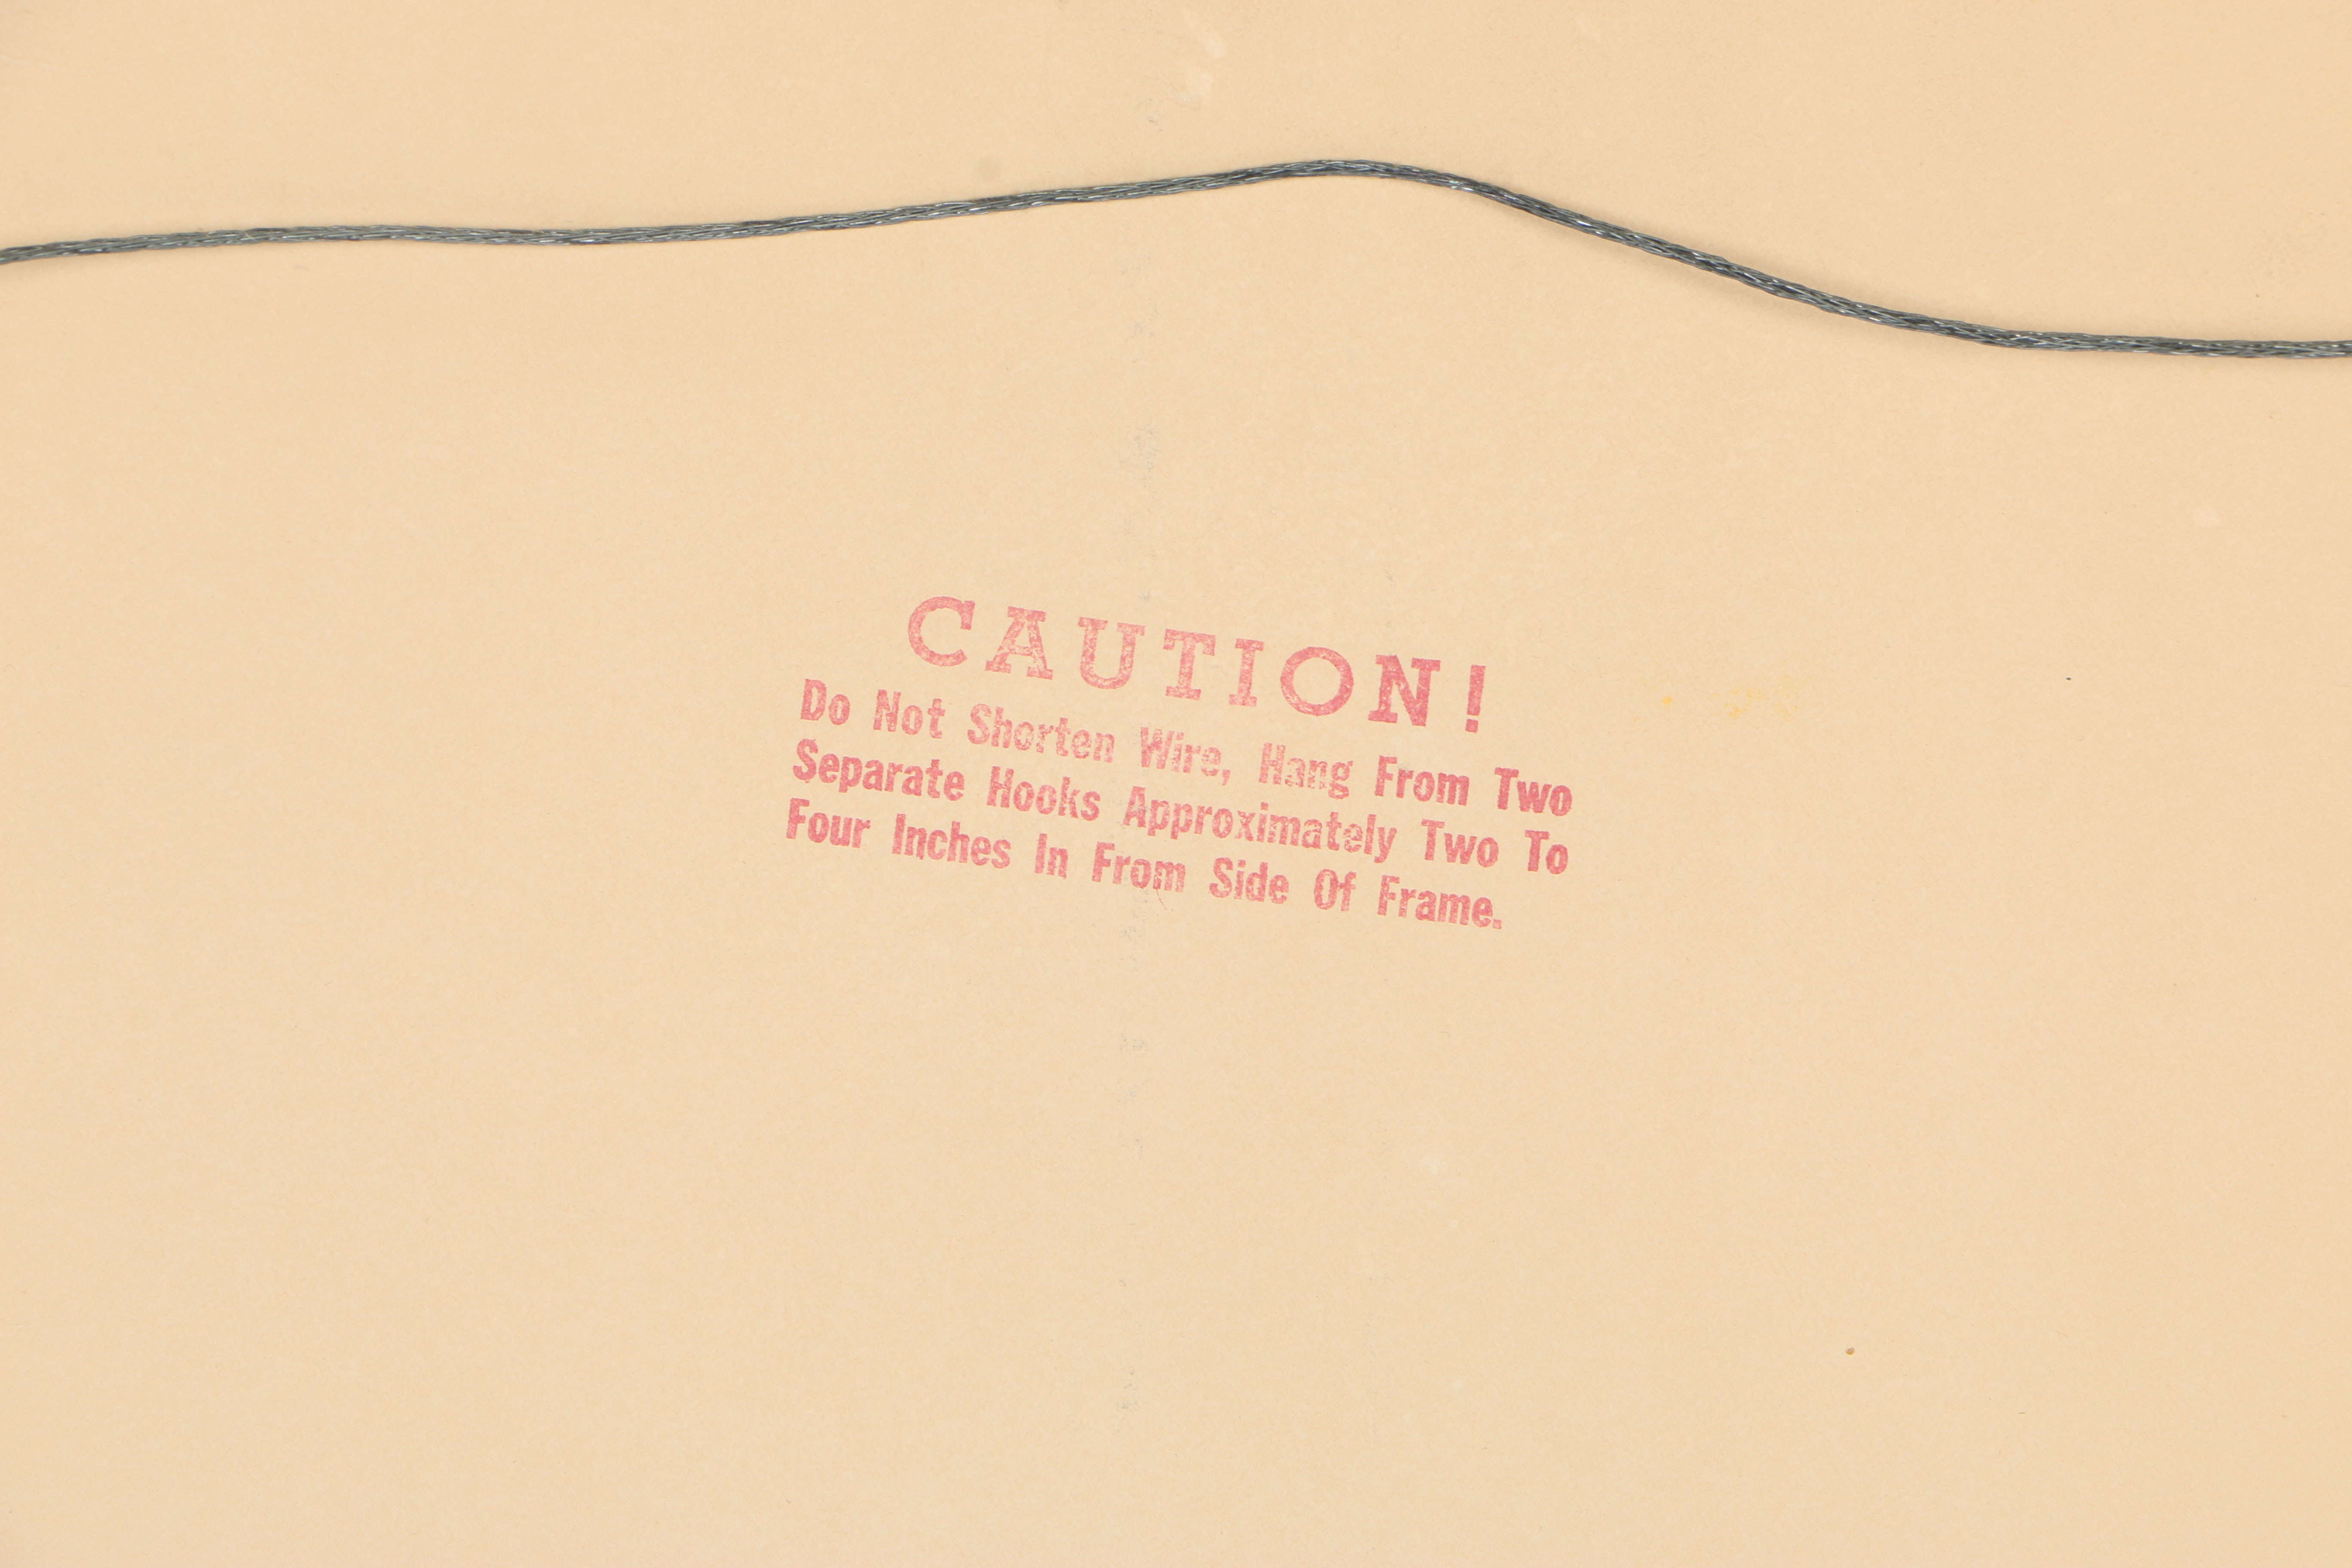 CAUTION!
Do Not Shorten Wire, Hang From Two
Separate Hooks Approximately Two To
Four Inches In From Side Of Frame.